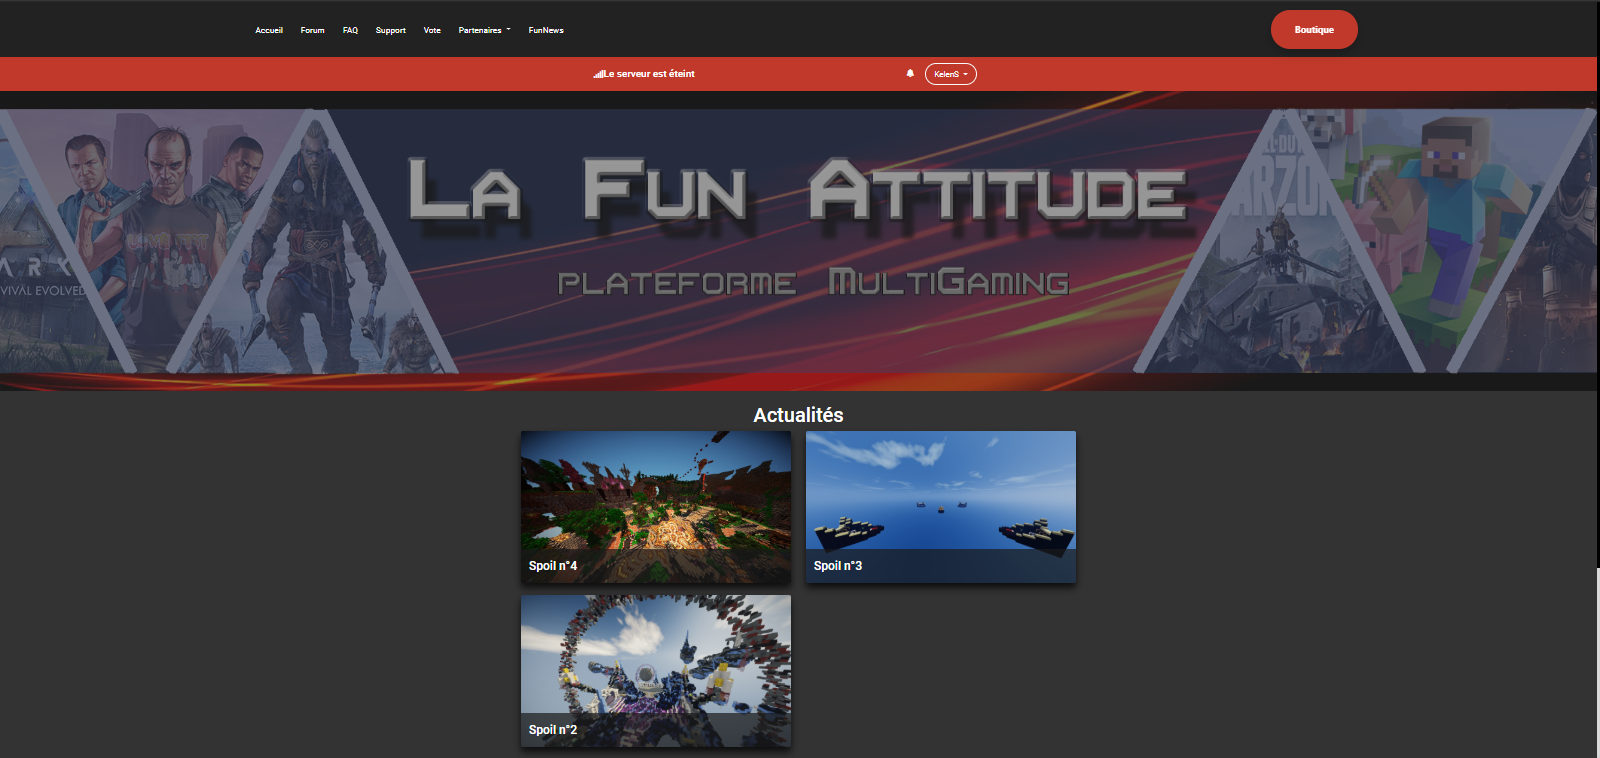 Accueil Forum FAQ Support Vote Partenaires FunNews Boutique
Le serveur est éteint KelenS
La Fun Attitude
plateforme MultiGaming
ARK
VIVAL EVOLVED
Actualités
Spoil n°4 Spoil n°3
Spoil n°2